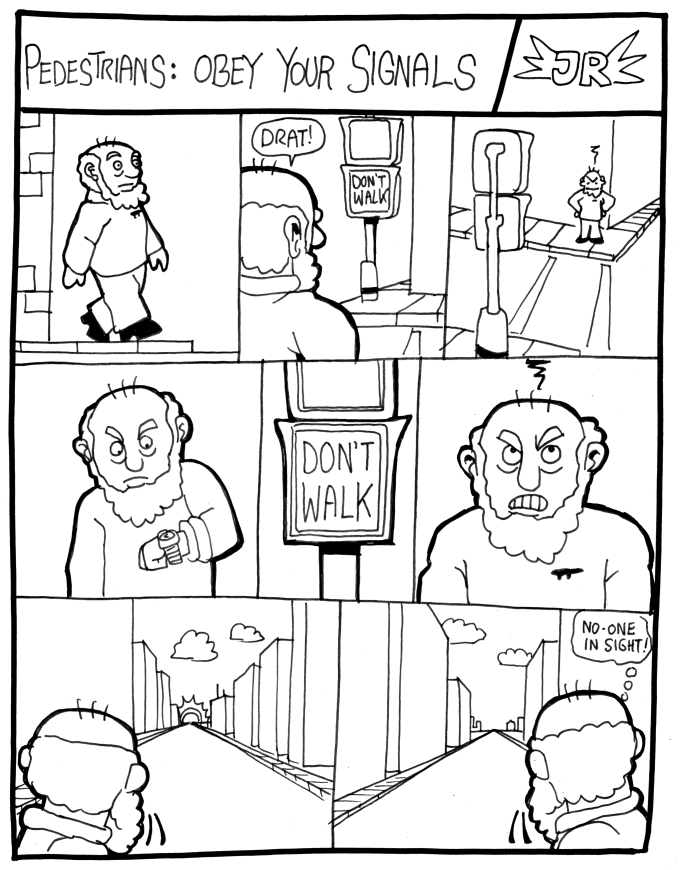 PEDESTRIANS: OBEY YOUR SIGNALS
JR
DRAT!
DON'T
WALK
DON'T
WALK
NO-ONE
IN SIGHT!